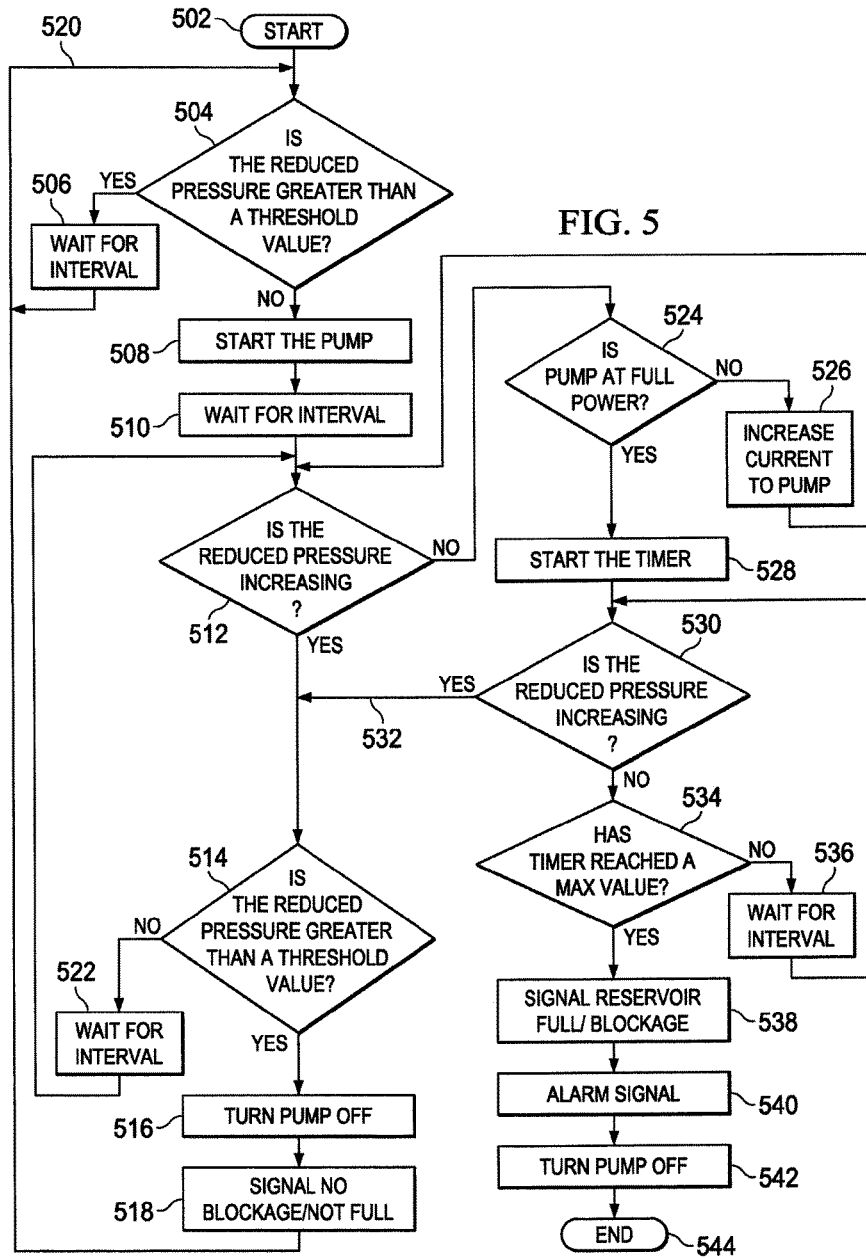 502
START
520
504
IS
THE REDUCED
PRESSURE GREATER THAN
A THRESHOLD
VALUE?
YES
506
WAIT FOR
INTERVAL
NO
FIG. 5
508
START THE PUMP
510
WAIT FOR INTERVAL
IS THE
REDUCED PRESSURE
INCREASING
?
512
NO
YES
524
IS
PUMP AT FULL
POWER?
NO
526
INCREASE
CURRENT
TO PUMP
YES
START THE TIMER
528
530
IS THE
REDUCED PRESSURE
INCREASING
?
YES
532
NO
534
HAS
TIMER REACHED A
MAX VALUE?
NO
536
WAIT FOR
INTERVAL
YES
514
IS
THE REDUCED
PRESSURE GREATER
THAN A THRESHOLD
VALUE?
NO
522
WAIT FOR
INTERVAL
YES
516
TURN PUMP OFF
518
SIGNAL NO
BLOCKAGE/NOT FULL
SIGNAL RESERVOIR
FULL/ BLOCKAGE
538
ALARM SIGNAL
540
TURN PUMP OFF
542
END
544